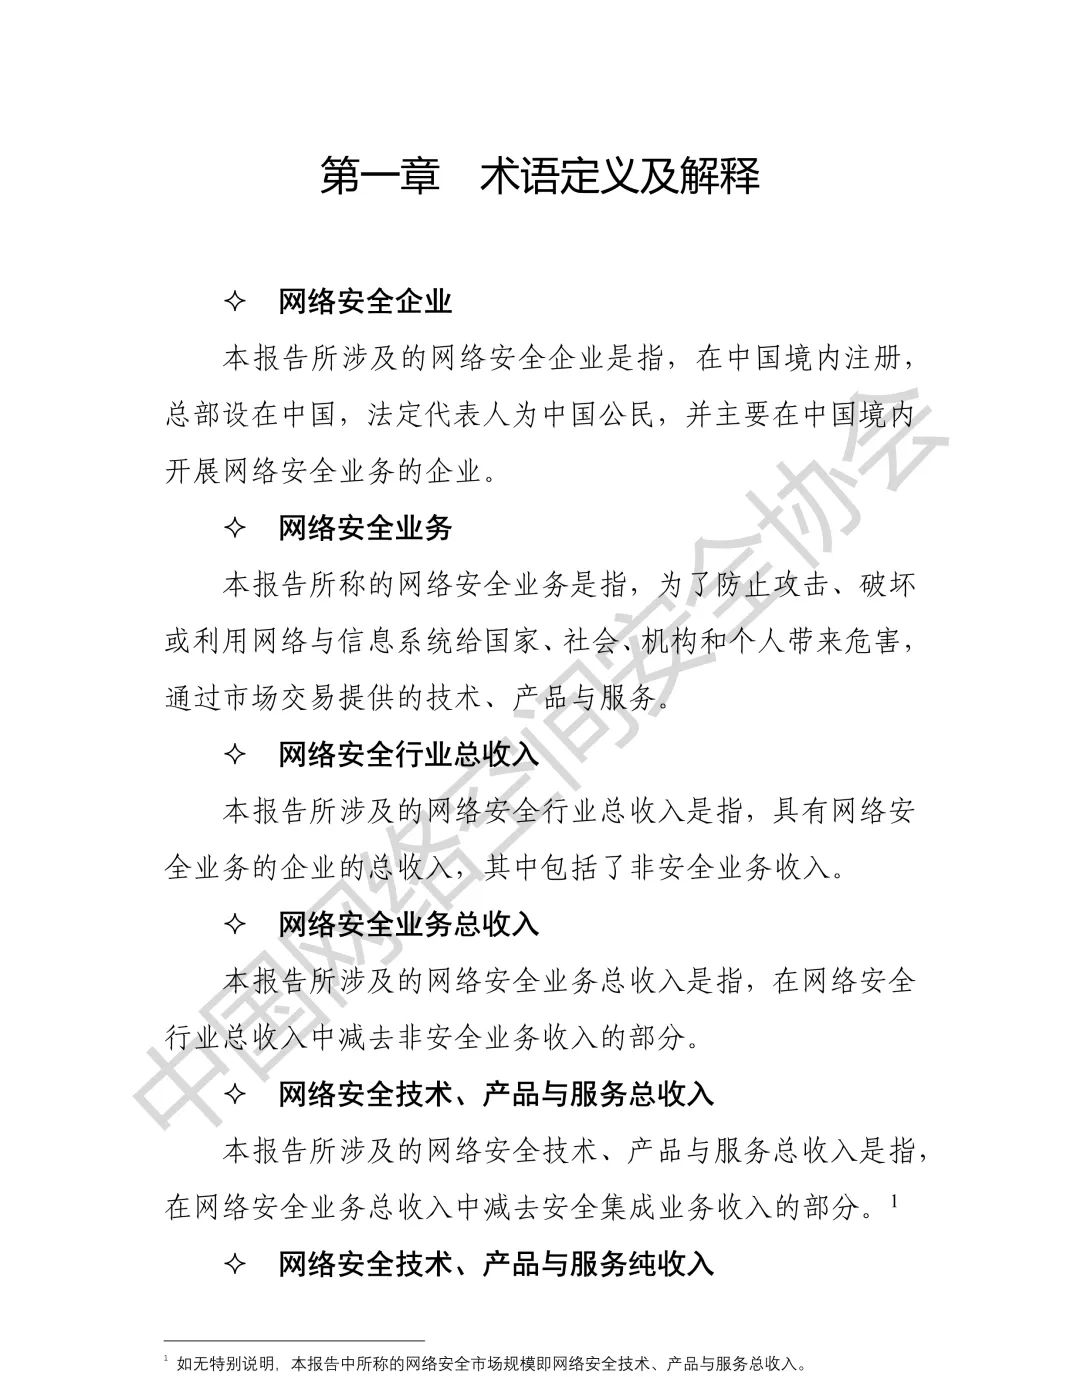 第一章 术语定义及解释
✧ 网络安全企业
本报告所涉及的网络安全企业是指，在中国境内注册，
总部设在中国，法定代表人为中国公民，并主要在中国境内
开展网络安全业务的企业。
✧ 网络安全业务
本报告所称的网络安全业务是指，为了防止攻击、破坏
或利用网络与信息系统给国家、社会、机构和个人带来危害，
通过市场交易提供的技术、产品与服务。
✧ 网络安全行业总收入
本报告所涉及的网络安全行业总收入是指，具有网络安
全业务的企业的总收入，其中包括了非安全业务收入。
✧ 网络安全业务总收入
本报告所涉及的网络安全业务总收入是指，在网络安全
行业总收入中减去非安全业务收入的部分。
✧ 网络安全技术、产品与服务总收入
本报告所涉及的网络安全技术、产品与服务总收入是指，
在网络安全业务总收入中减去安全集成业务收入的部分。1
✧ 网络安全技术、产品与服务纯收入
1 如无特别说明，本报告中所称的网络安全市场规模即网络安全技术、产品与服务总收入。
中国网络空间安全协会